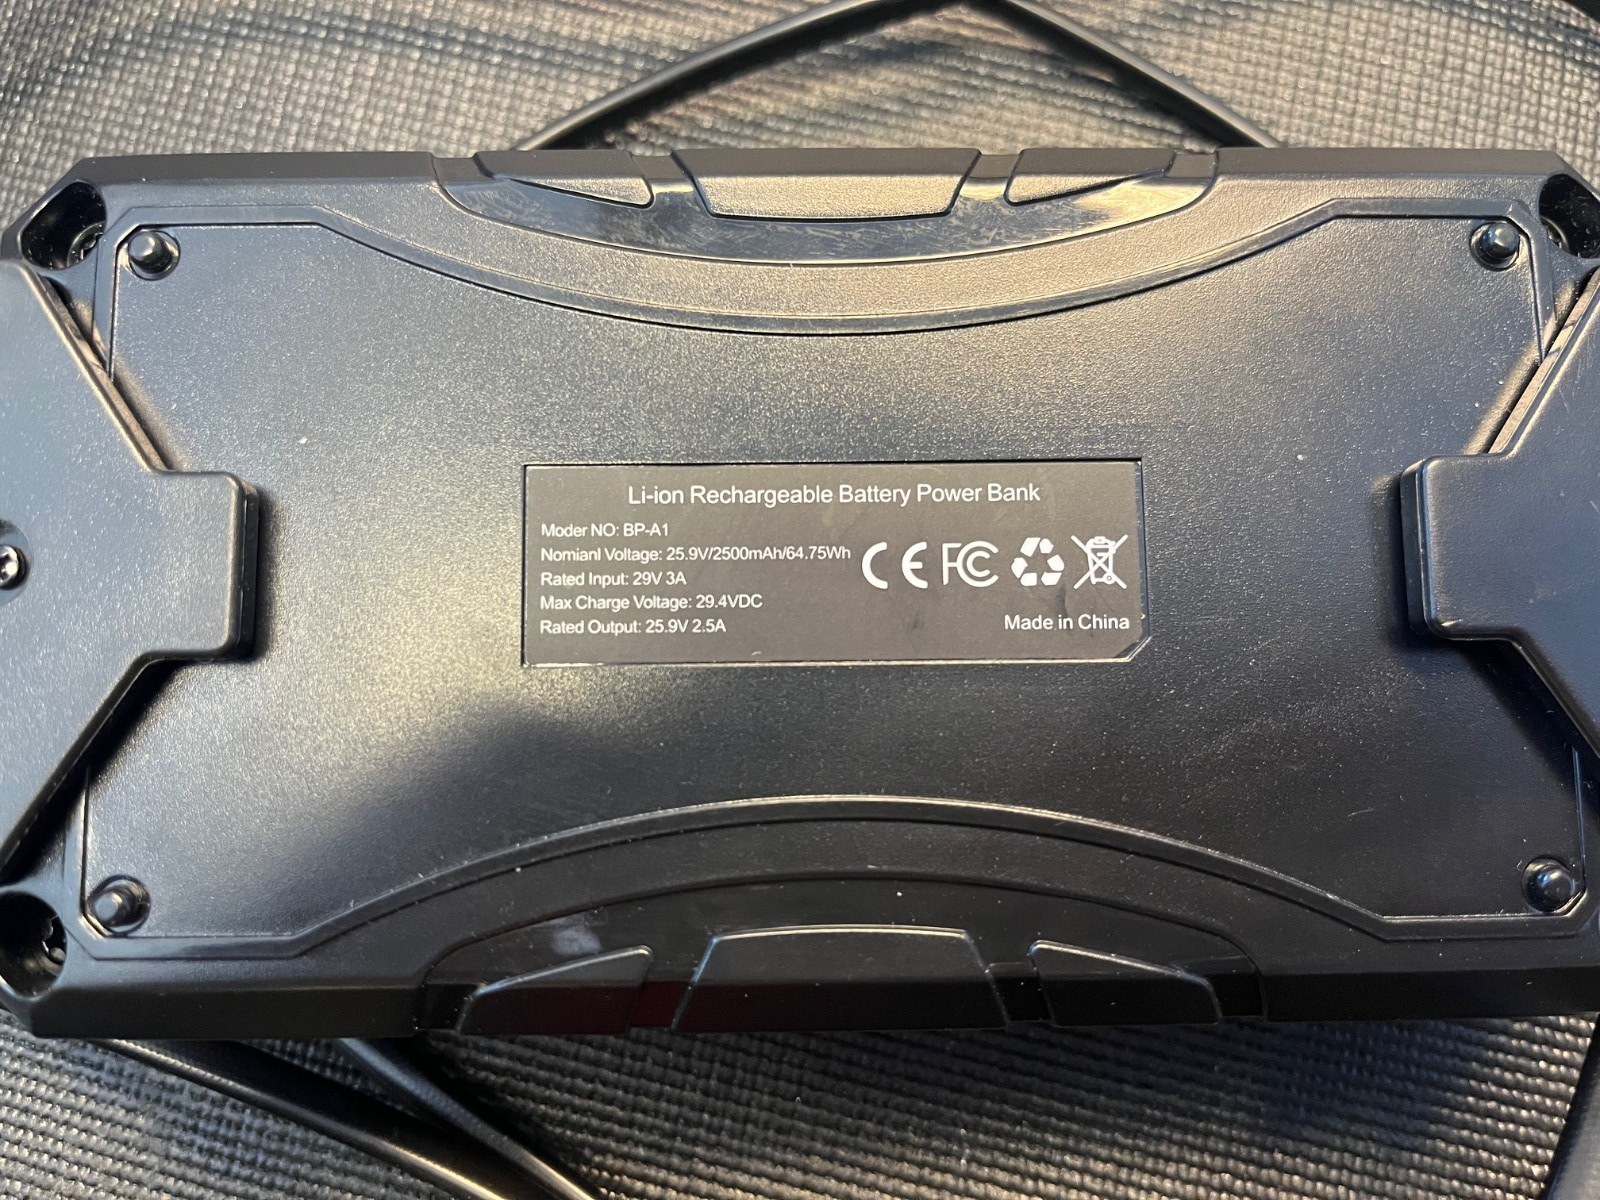 Li-ion Rechargeable Battery Power Bank
Moder NO: BP-A1
Nomianl Voltage: 25.9V/2500mAh/64.75Wh
Rated Input: 29V 3A
Max Charge Voltage: 29.4VDC
Rated Output: 25.9V 2.5A
CE FC
Made in China